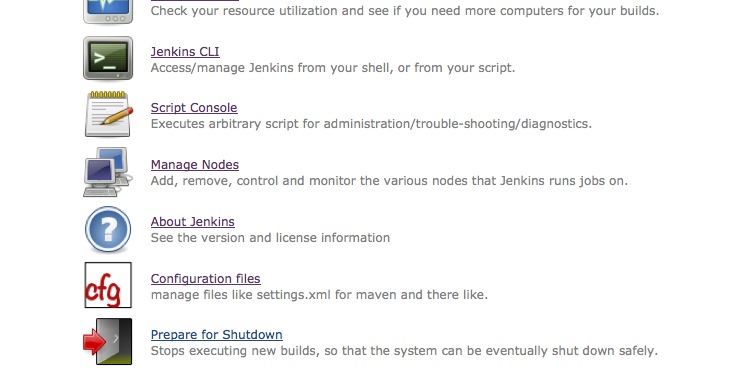 Check your resource utilization and see if you need more computers for your builds.
Jenkins CLI
Access/manage Jenkins from your shell, or from your script.
Script Console
Executes arbitrary script for administration/trouble-shooting/diagnostics.
Manage Nodes
Add, remove, control and monitor the various nodes that Jenkins runs jobs on.
About Jenkins
See the version and license information
cfg
Configuration files
manage files like settings.xml for maven and there like.
Prepare for Shutdown
Stops executing new builds, so that the system can be eventually shut down safely.